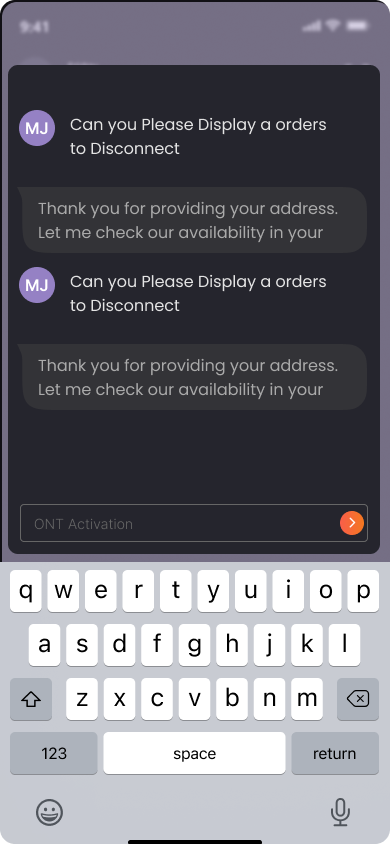 9:41
MJ
Can you Please Display a orders
to Disconnect
Thank you for providing your address.
Let me check our availability in your
MJ
Can you Please Display a orders
to Disconnect
Thank you for providing your address.
Let me check our availability in your
ONT Activation
q w e r t y u i o p
a s d f g h j k l
z x c v b n m
123 space return